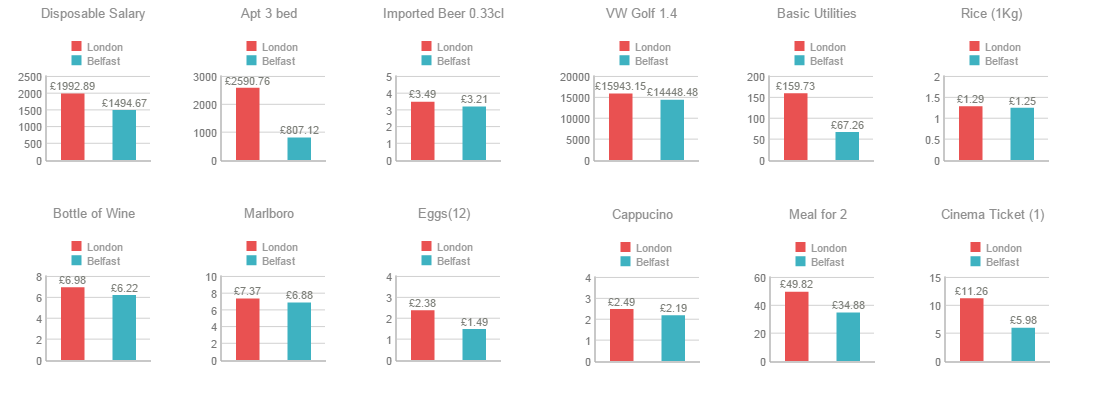 Disposable Salary
London
Belfast
2500
2000
1500
1000
500
0
£1992.89
£1494.67
Apt 3 bed
London
Belfast
3000
2000
1000
0
£2590.76
£807.12
Imported Beer 0.33cl
London
Belfast
5
4
3
2
1
0
£3.49
£3.21
VW Golf 1.4
London
Belfast
20000
15000
10000
5000
0
£15943.15
£14448.48
Basic Utilities
London
Belfast
200
150
100
50
0
£159.73
£67.26
Rice (1Kg)
London
Belfast
2
1.5
1
0.5
0
£1.29
£1.25
Bottle of Wine
London
Belfast
8
6
4
2
0
£6.98
£6.22
Marlboro
London
Belfast
10
8
6
4
2
0
£7.37
£6.88
Eggs(12)
London
Belfast
4
3
2
1
0
£2.38
£1.49
Cappucino
London
Belfast
4
3
2
1
0
£2.49
£2.19
Meal for 2
London
Belfast
60
40
20
0
£49.82
£34.88
Cinema Ticket (1)
London
Belfast
15
10
5
0
£11.26
£5.98